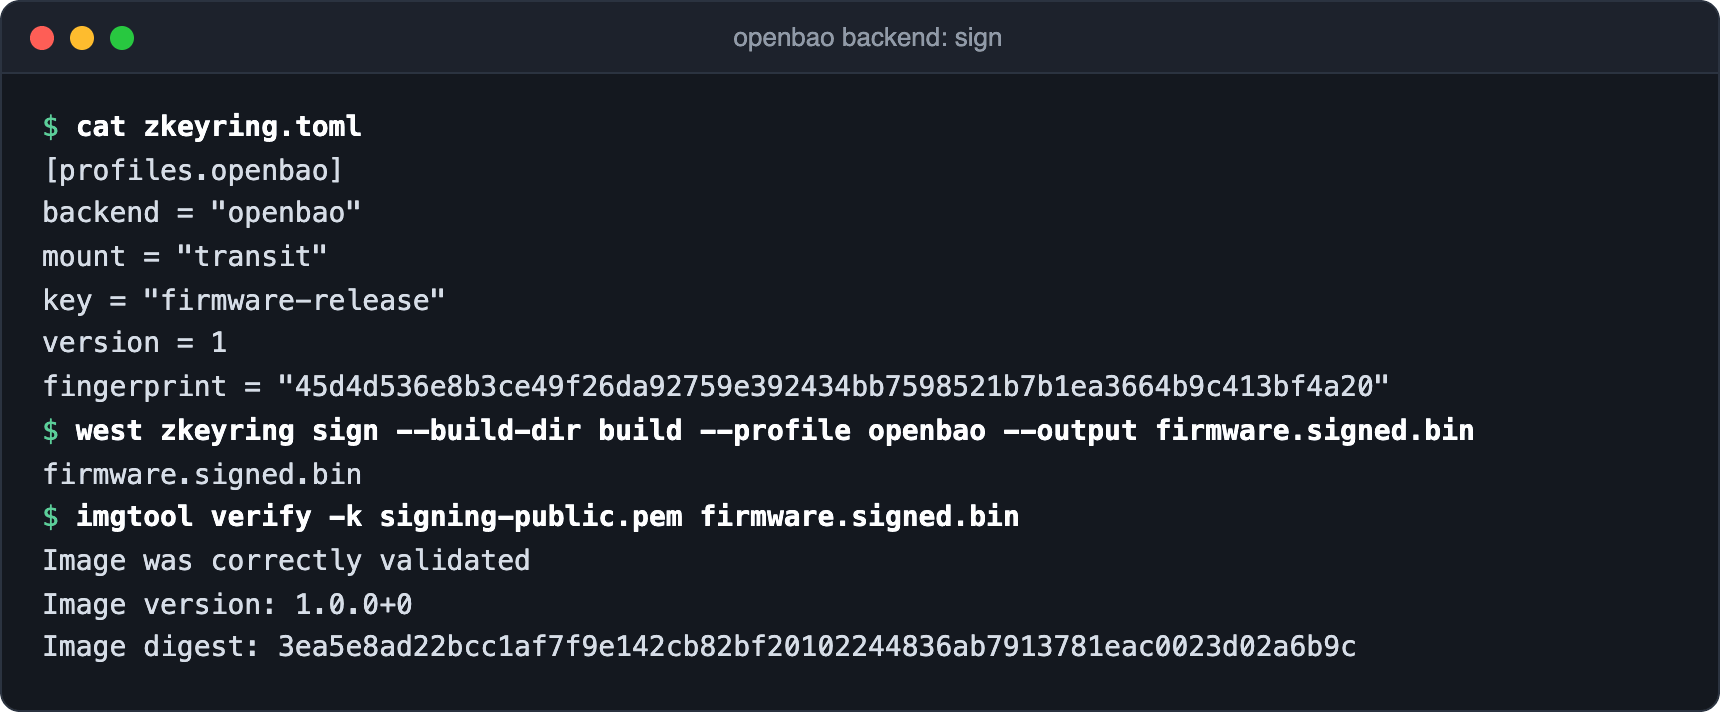 openbao backend: sign
$ cat zkeyring.toml
[profiles.openbao]
backend = "openbao"
mount = "transit"
key = "firmware-release"
version = 1
fingerprint = "45d4d536e8b3ce49f26da92759e392434bb7598521b7b1ea3664b9c413bf4a20"
$ west zkeyring sign --build-dir build --profile openbao --output firmware.signed.bin
firmware.signed.bin
$ imgtool verify -k signing-public.pem firmware.signed.bin
Image was correctly validated
Image version: 1.0.0+0
Image digest: 3ea5e8ad22bcc1af7f9e142cb82bf20102244836ab7913781eac0023d02a6b9c